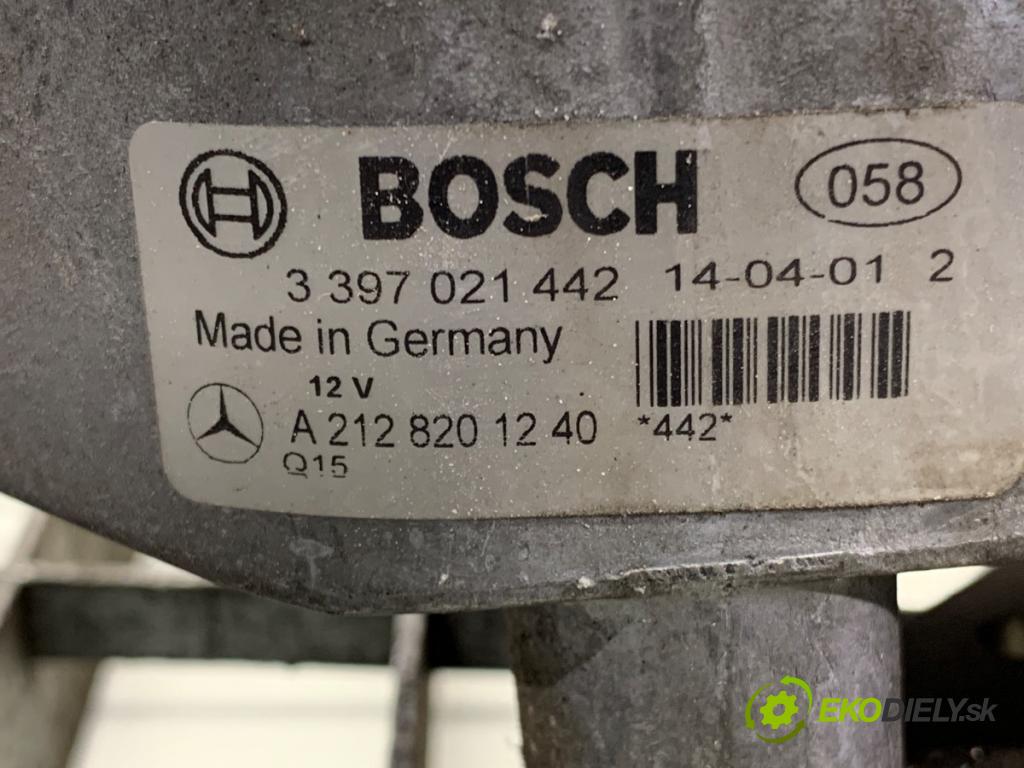 BOSCH 058
3 397 021 442 14-04-01 2
Made in Germany
12 V
A 212 820 12 40 *442*
Q15
EKODIELY.sk